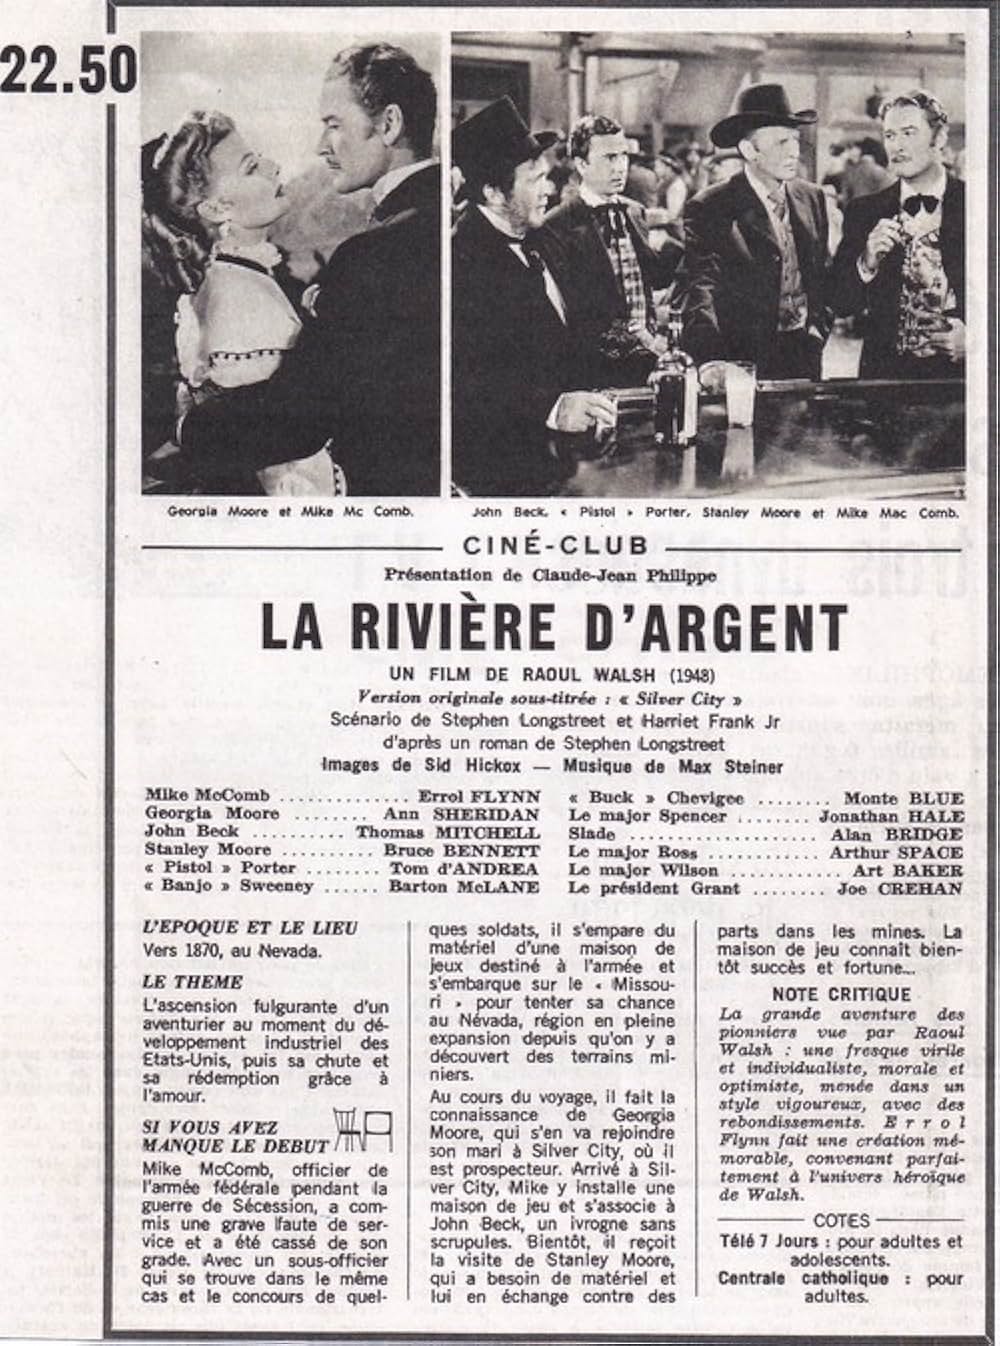 22.50
Georgia Moore et Mike Mc Comb.
John Beck, « Pistol » Porter, Stanley Moore et Mike Mac Comb.
CINÉ-CLUB
Présentation de Claude-Jean Philippe
LA RIVIÈRE D'ARGENT
UN FILM DE RAOUL WALSH (1948)
Version originale sous-titrée : « Silver City »
Scénario de Stephen Longstreet et Harriet Frank Jr
d'après un roman de Stephen Longstreet
Images de Sid Hickox — Musique de Max Steiner
Mike McComb .............. Errol FLYNN
Georgia Moore ........ Ann SHERIDAN
John Beck .......... Thomas MITCHELL
Stanley Moore .......... Bruce BENNETT
« Pistol » Porter ........ Tom d'ANDREA
« Banjo » Sweeney ...... Barton McLANE
« Buck » Chevigee ........ Monte BLUE
Le major Spencer ........ Jonathan HALE
Slade .................... Alan BRIDGE
Le major Ross ............ Arthur SPACE
Le major Wilson ............ Art BAKER
Le président Grant ........ Joe CREHAN
L'EPOQUE ET LE LIEU
Vers 1870, au Nevada.
LE THEME
L'ascension fulgurante d'un
aventurier au moment du dé-
veloppement industriel des
Etats-Unis, puis sa chute et
sa rédemption grâce à
l'amour.
SI VOUS AVEZ
MANQUE LE DEBUT
Mike McComb, officier de
l'armée fédérale pendant la
guerre de Sécession, a com-
mis une grave faute de ser-
vice et a été cassé de son
grade. Avec un sous-officier
qui se trouve dans le même
cas et le concours de quel-
ques soldats, il s'empare du
matériel d'une maison de
jeux destiné à l'armée et
s'embarque sur le « Missou-
ri » pour tenter sa chance
au Névada, région en pleine
expansion depuis qu'on y a
découvert des terrains mi-
niers.
Au cours du voyage, il fait la
connaissance de Georgia
Moore, qui s'en va rejoindre
son mari à Silver City, où il
est prospecteur. Arrivé à Sil-
ver City, Mike y installe une
maison de jeu et s'associe à
John Beck, un ivrogne sans
scrupules. Bientôt, il reçoit
la visite de Stanley Moore,
qui a besoin de matériel et
lui en échange contre des
parts dans les mines. La
maison de jeu connaît bien-
tôt succès et fortune...
NOTE CRITIQUE
La grande aventure des
pionniers vue par Raoul
Walsh : une fresque virile
et individualiste, morale et
optimiste, menée dans un
style vigoureux, avec des
rebondissements. Errol
Flynn fait une création mé-
morable, convenant parfai-
tement à l'univers héroïque
de Walsh.
COTES
Télé 7 Jours : pour adultes et
adolescents.
Centrale catholique : pour
adultes.